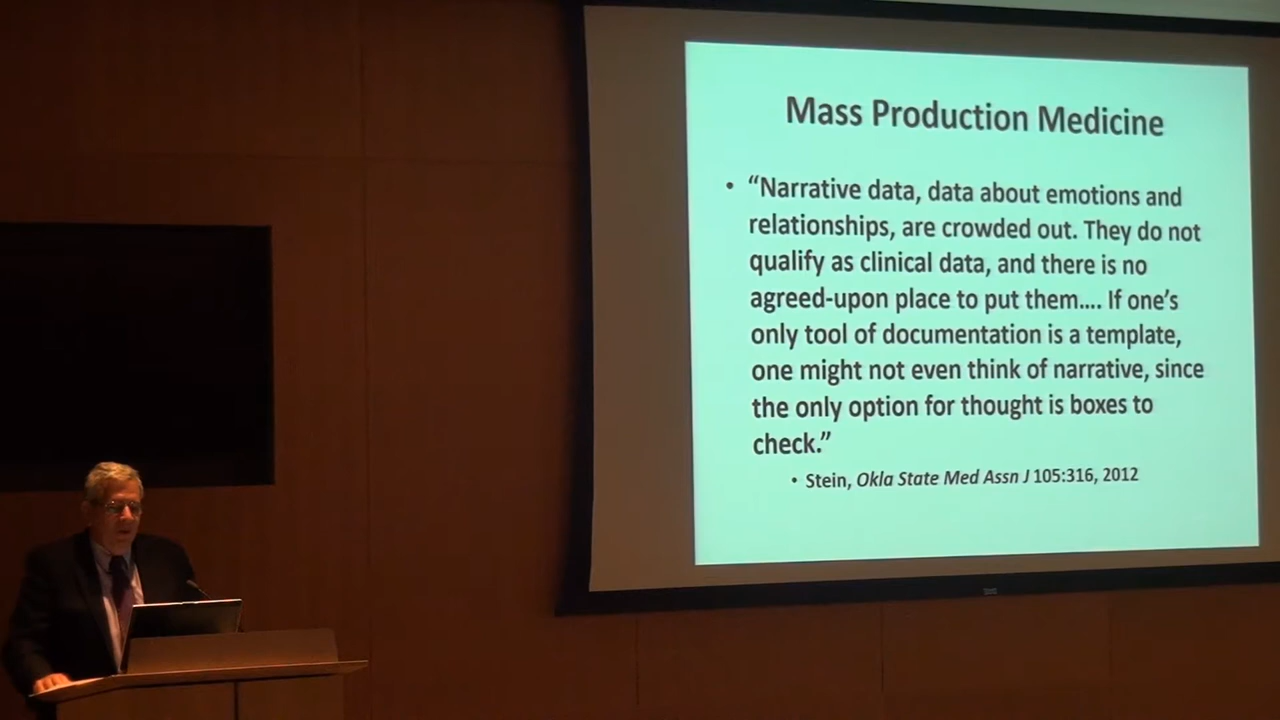 Mass Production Medicine
• “Narrative data, data about emotions and
relationships, are crowded out. They do not
qualify as clinical data, and there is no
agreed-upon place to put them…. If one’s
only tool of documentation is a template,
one might not even think of narrative, since
the only option for thought is boxes to
check.”
• Stein, Okla State Med Assn J 105:316, 2012